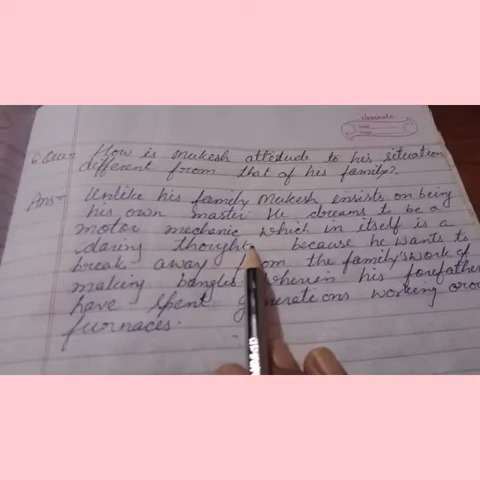 classmate
Date
Page
6. Que:- How is Mukesh attitude to his situation
different from that of his family?
Ans:- Unlike his family Mukesh insists on being
his own master. He dreams to be a
motor mechanic which in itself is a
daring thought because he wants to
break away from the family's work of
making bangles wherein his forefather
have spent generations working
furnaces.